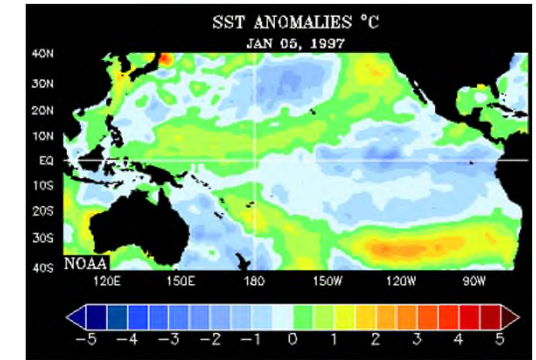 SST ANOMALIES °C
JAN 05, 1997
40N
30N
20N
10N
EQ
10S
20S
30S
40S
NOAA
120E 150E 180 150W 120W 90W
-5 -4 -3 -2 -1 0 1 2 3 4 5